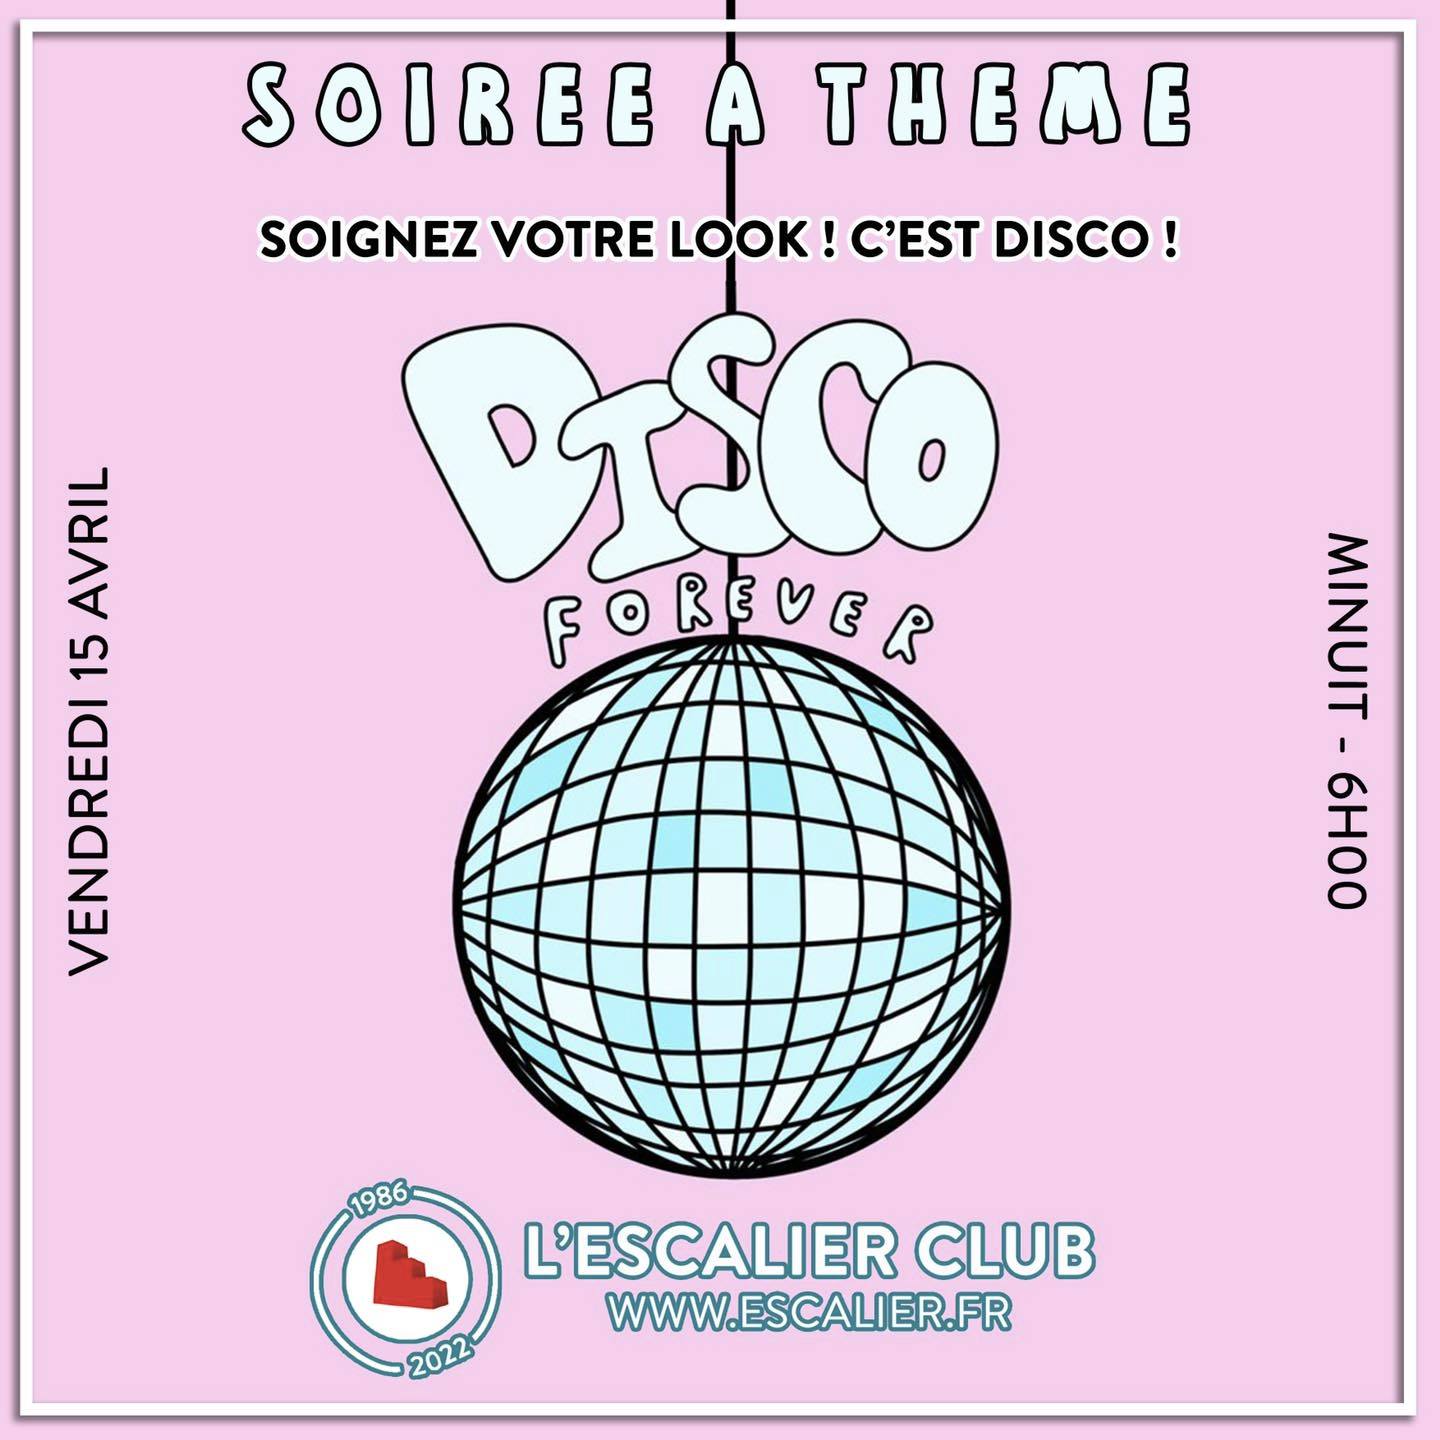 SOIREE A THEME
SOIGNEZ VOTRE LOOK ! C'EST DISCO !
DISCO
FOREVER
VENDREDI 15 AVRIL
MINUIT - 6H00
1986
2022
L'ESCALIER CLUB
WWW.ESCALIER.FR